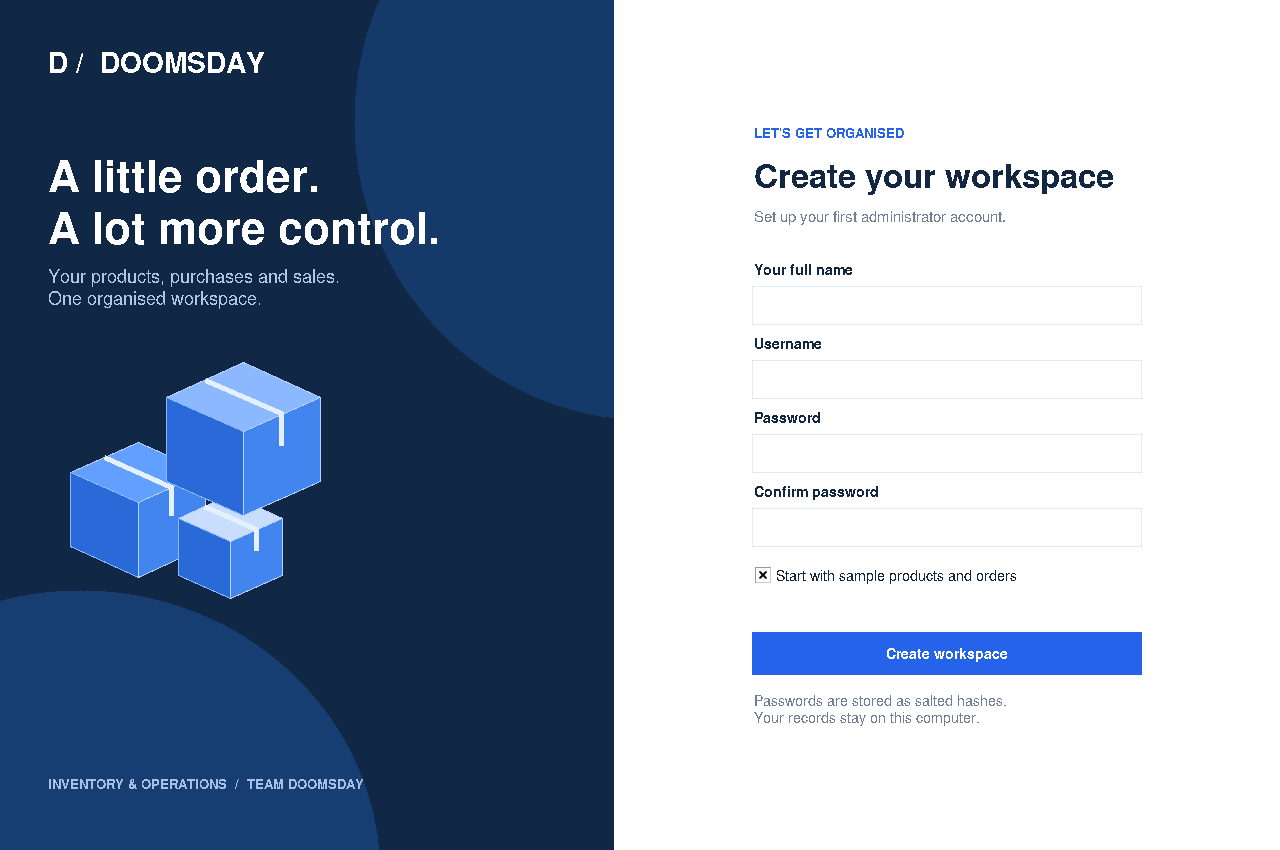 D / DOOMSDAY
A little order.
A lot more control.
Your products, purchases and sales.
One organised workspace.
INVENTORY & OPERATIONS / TEAM DOOMSDAY
LET'S GET ORGANISED
Create your workspace
Set up your first administrator account.
Your full name
Username
Password
Confirm password
Start with sample products and orders
Create workspace
Passwords are stored as salted hashes.
Your records stay on this computer.